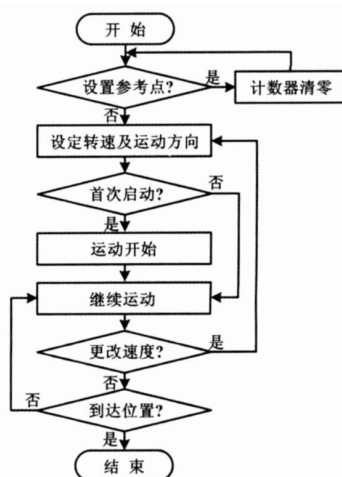 开 始
设置参考点?
是
计数器清零
否
设定转速及运动方向
首次启动?
否
是
运动开始
继续运动
更改速度?
是
否
否
到达位置?
是
结 束